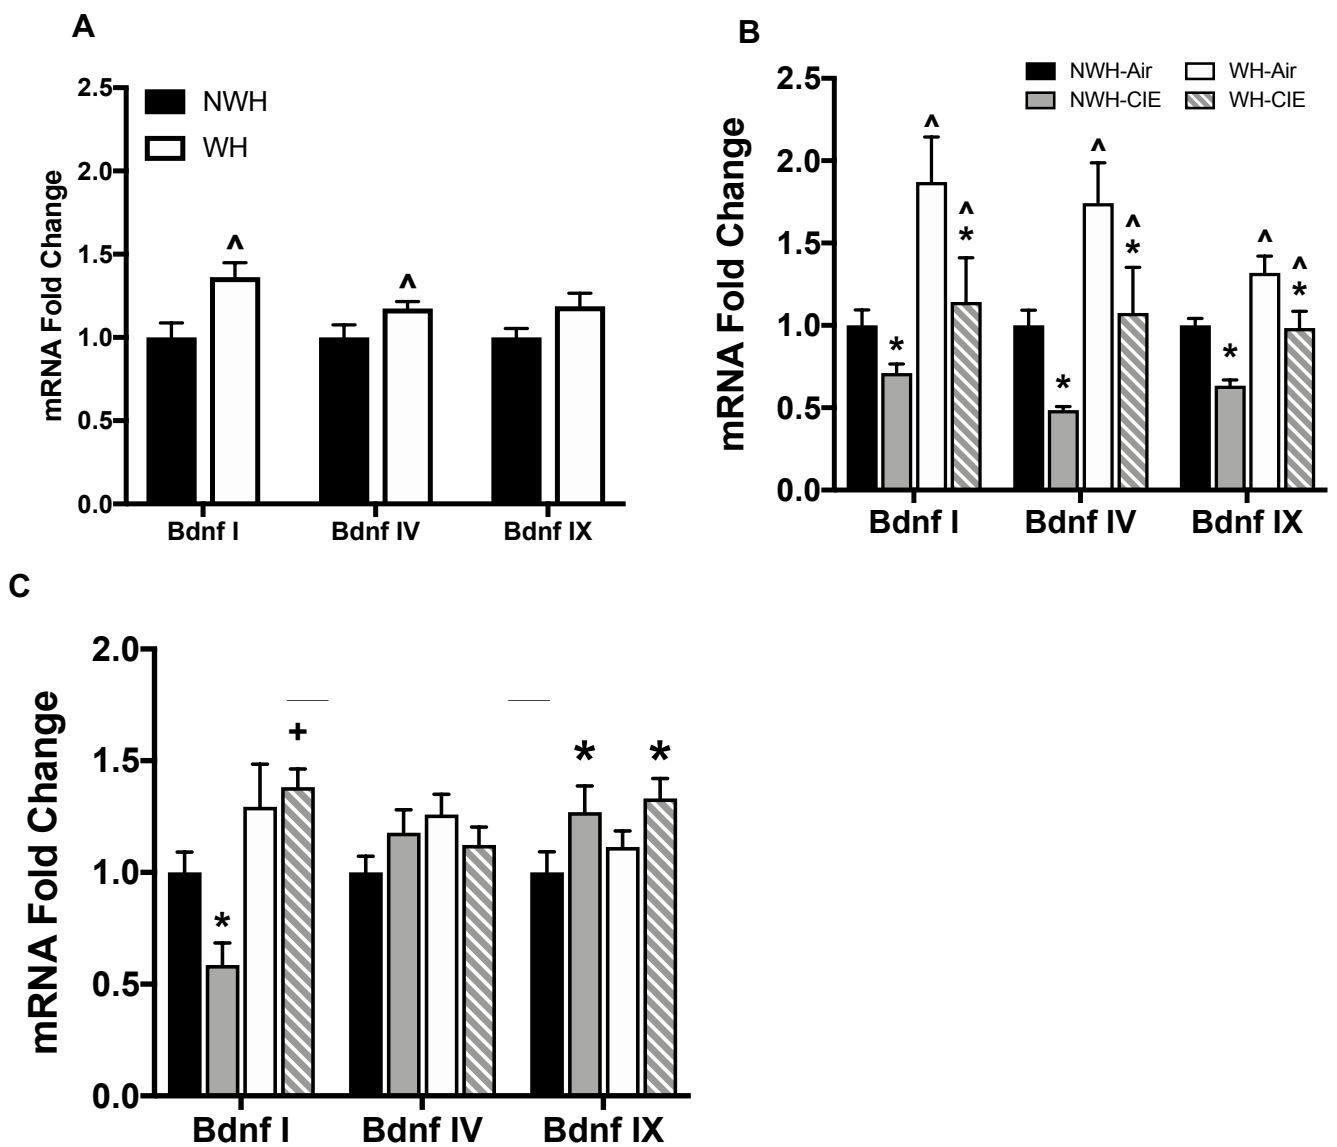 A
mRNA Fold Change
2.5
2.0
1.5
1.0
0.5
0.0
NWH
WH
^
^
Bdnf I
Bdnf IV
Bdnf IX
B
mRNA Fold Change
2.5
2.0
1.5
1.0
0.5
0.0
NWH-Air
WH-Air
NWH-CIE
WH-CIE
*
^
^
*
*
^
^
*
*
^
^
*
Bdnf I
Bdnf IV
Bdnf IX
C
mRNA Fold Change
2.0
1.5
1.0
0.5
0.0
*
+
*
*
Bdnf I
Bdnf IV
Bdnf IX